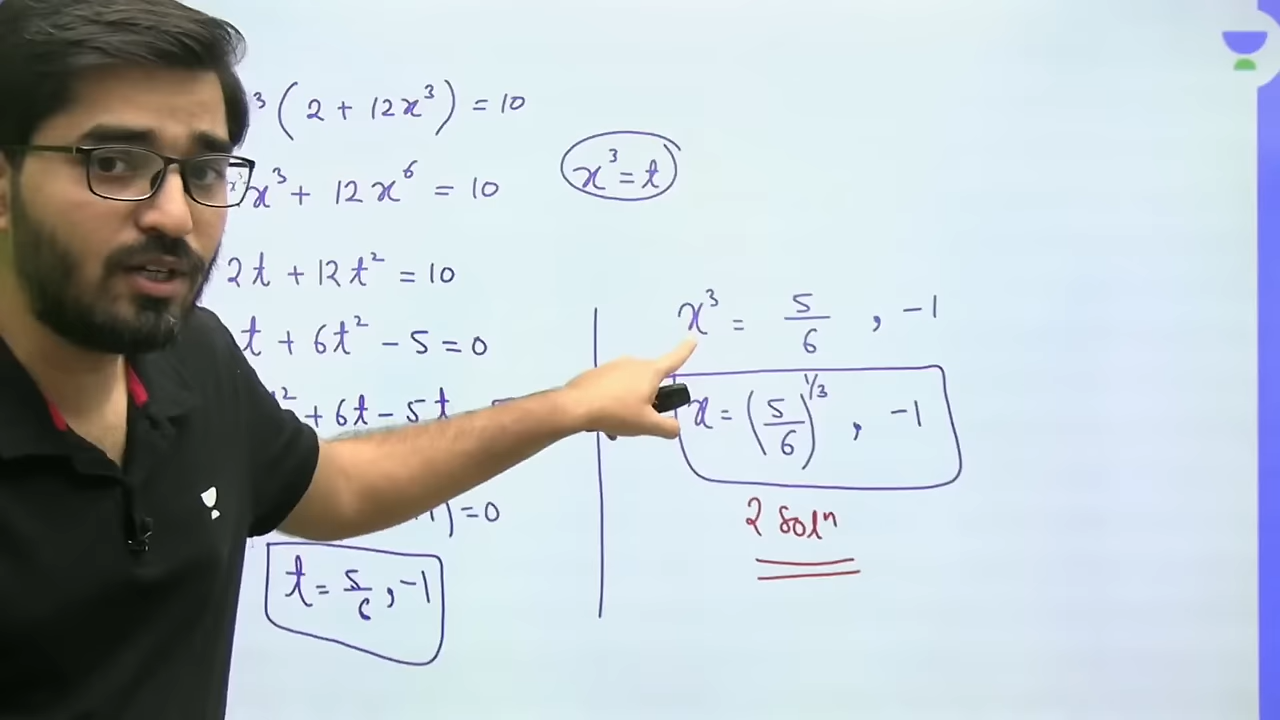 ³ (2 + 12x³) = 10
x³ + 12x⁶ = 10
x³ = t
2t + 12t² = 10
t + 6t² - 5 = 0
² + 6t - 5t
) = 0
t = 5/6, -1
x³ = 5/6, -1
x = (5/6)^1/3, -1
2 solⁿ